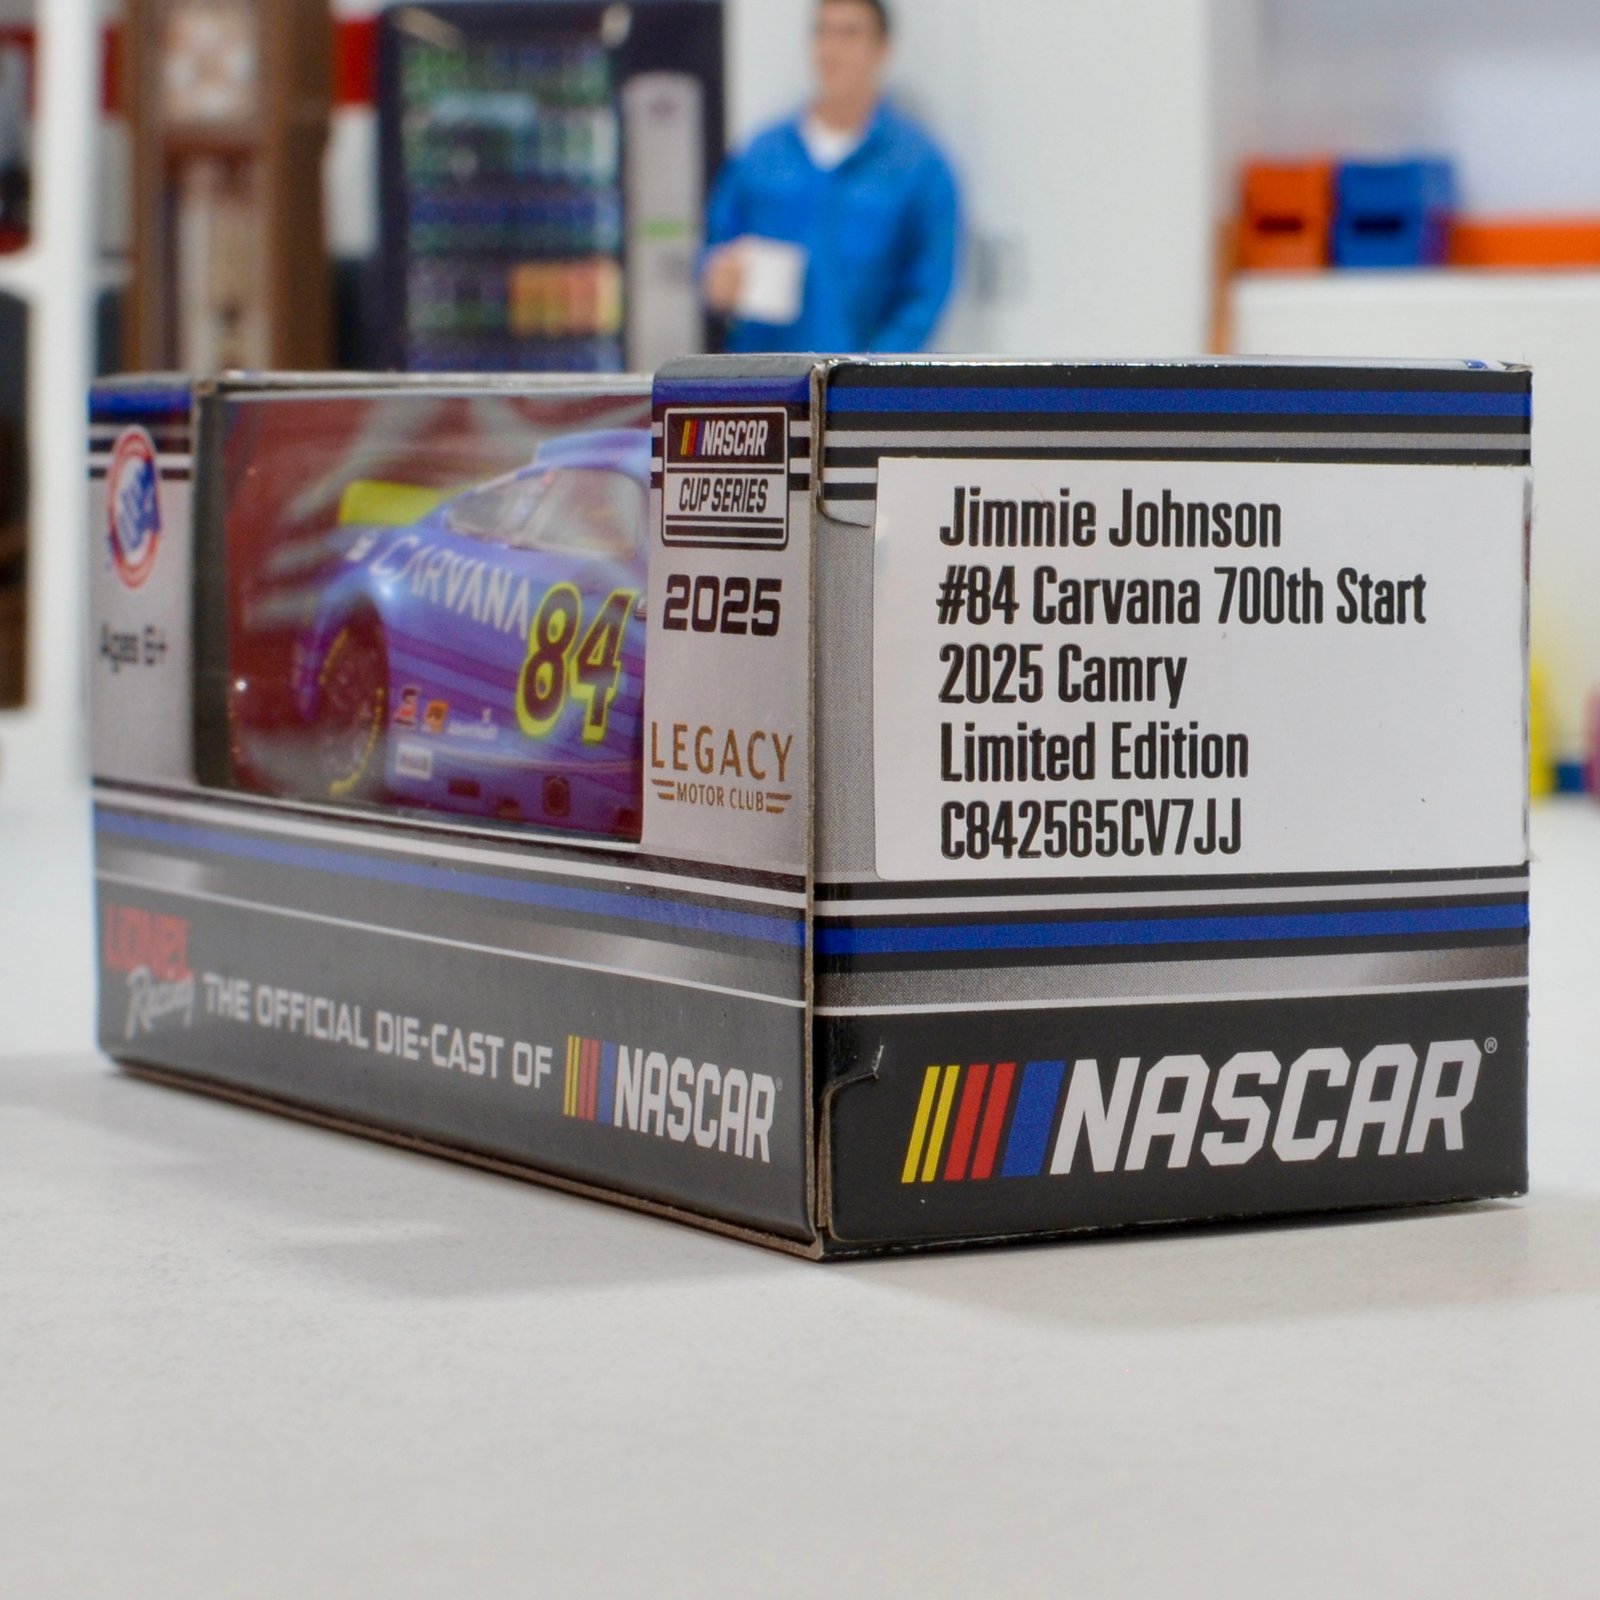 NASCAR
CUP SERIES
2025
LEGACY
MOTOR CLUB
Ages 6+
CARVANA
84
LIONEL
Racing
THE OFFICIAL DIE-CAST OF NASCAR
Jimmie Johnson
#84 Carvana 700th Start
2025 Camry
Limited Edition
C842565CV7JJ
NASCAR®